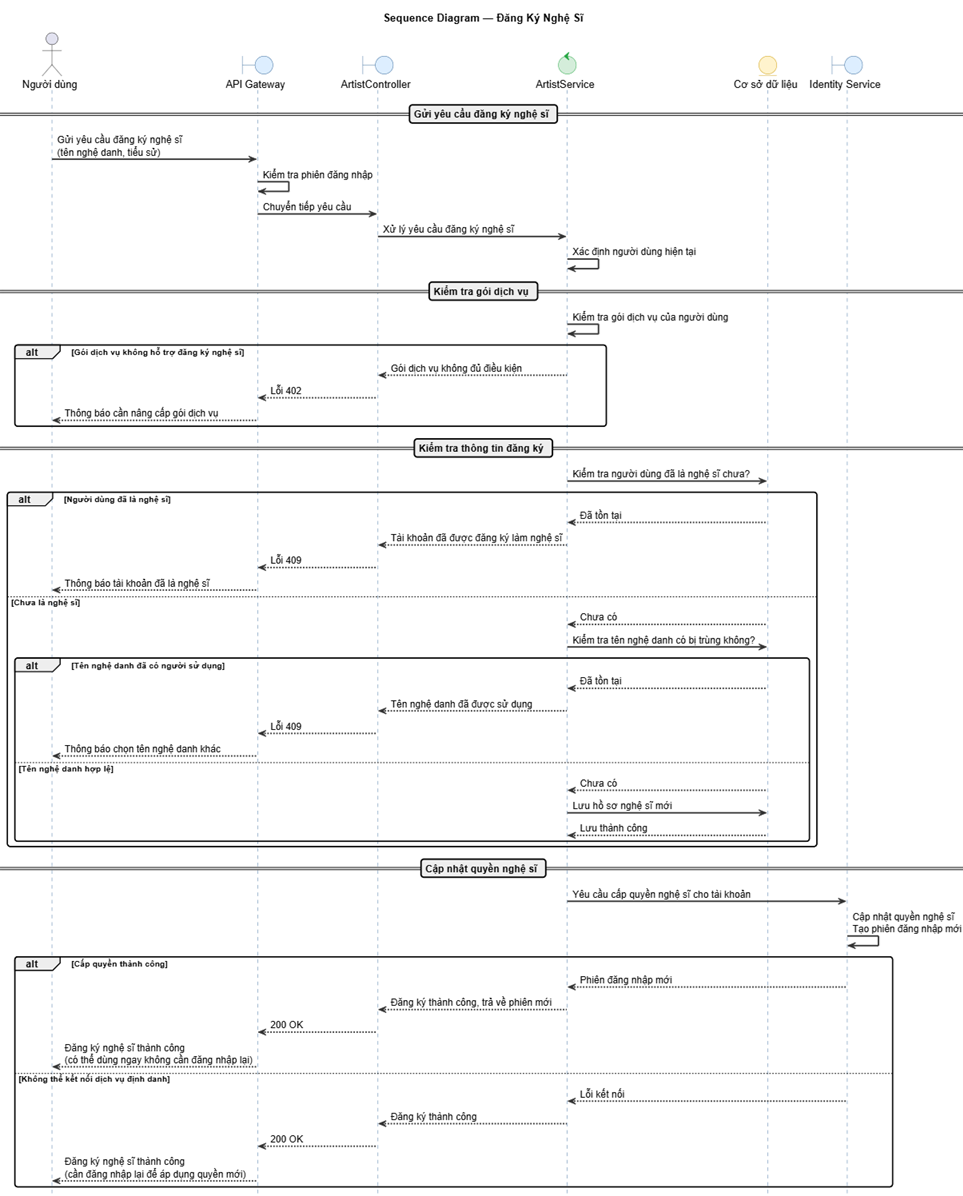 Sequence Diagram — Đăng Ký Nghệ Sĩ
Người dùng
API Gateway
ArtistController
ArtistService
Cơ sở dữ liệu
Identity Service
Gửi yêu cầu đăng ký nghệ sĩ
Gửi yêu cầu đăng ký nghệ sĩ
(tên nghệ danh, tiểu sử)
Kiểm tra phiên đăng nhập
Chuyển tiếp yêu cầu
Xử lý yêu cầu đăng ký nghệ sĩ
Xác định người dùng hiện tại
Kiểm tra gói dịch vụ
Kiểm tra gói dịch vụ của người dùng
alt
[Gói dịch vụ không hỗ trợ đăng ký nghệ sĩ]
Gói dịch vụ không đủ điều kiện
Lỗi 402
Thông báo cần nâng cấp gói dịch vụ
Kiểm tra thông tin đăng ký
Kiểm tra người dùng đã là nghệ sĩ chưa?
alt
[Người dùng đã là nghệ sĩ]
Đã tồn tại
Tài khoản đã được đăng ký làm nghệ sĩ
Lỗi 409
Thông báo tài khoản đã là nghệ sĩ
[Chưa là nghệ sĩ]
Chưa có
Kiểm tra tên nghệ danh có bị trùng không?
alt
[Tên nghệ danh đã có người sử dụng]
Đã tồn tại
Tên nghệ danh đã được sử dụng
Lỗi 409
Thông báo chọn tên nghệ danh khác
[Tên nghệ danh hợp lệ]
Chưa có
Lưu hồ sơ nghệ sĩ mới
Lưu thành công
Cập nhật quyền nghệ sĩ
Yêu cầu cấp quyền nghệ sĩ cho tài khoản
Cập nhật quyền nghệ sĩ
Tạo phiên đăng nhập mới
alt
[Cấp quyền thành công]
Phiên đăng nhập mới
Đăng ký thành công, trả về phiên mới
200 OK
Đăng ký nghệ sĩ thành công
(có thể dùng ngay không cần đăng nhập lại)
[Không thể kết nối dịch vụ định danh]
Lỗi kết nối
Đăng ký thành công
200 OK
Đăng ký nghệ sĩ thành công
(cần đăng nhập lại để áp dụng quyền mới)